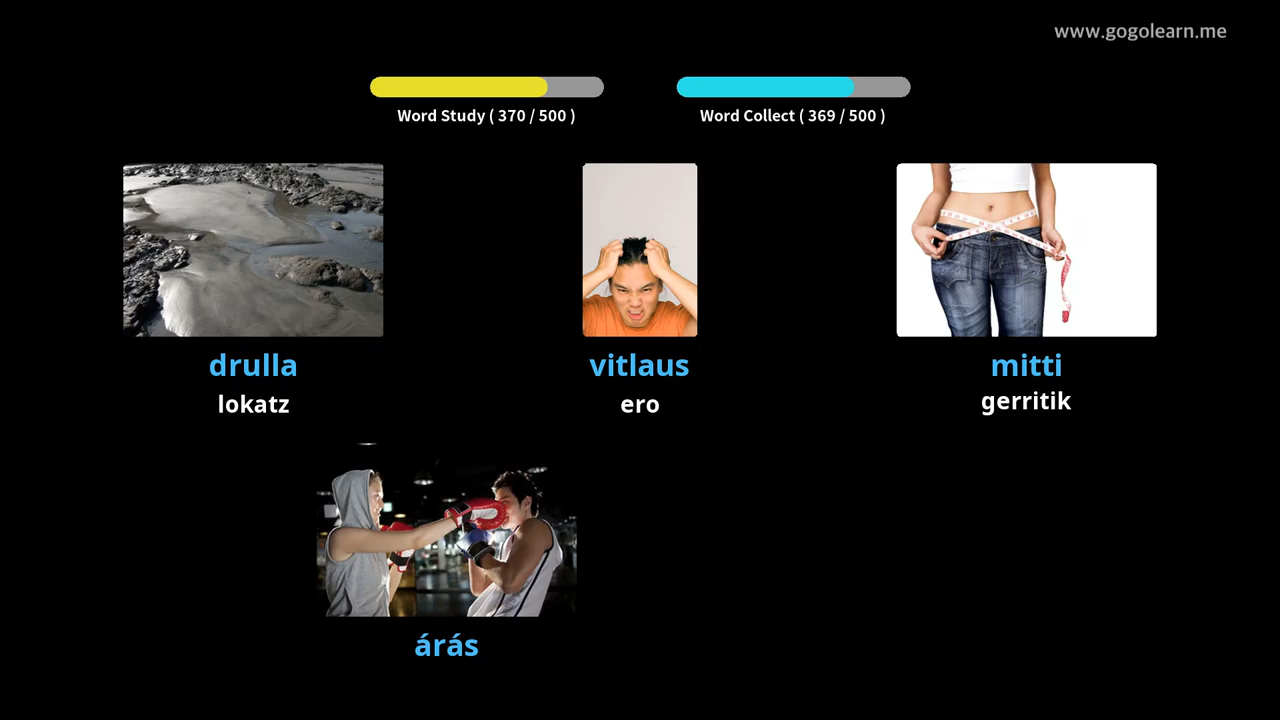 www.gogolearn.me
Word Study ( 370 / 500 )
Word Collect ( 369 / 500 )
drulla
lokatz
vitlaus
ero
mitti
gerritik
árás